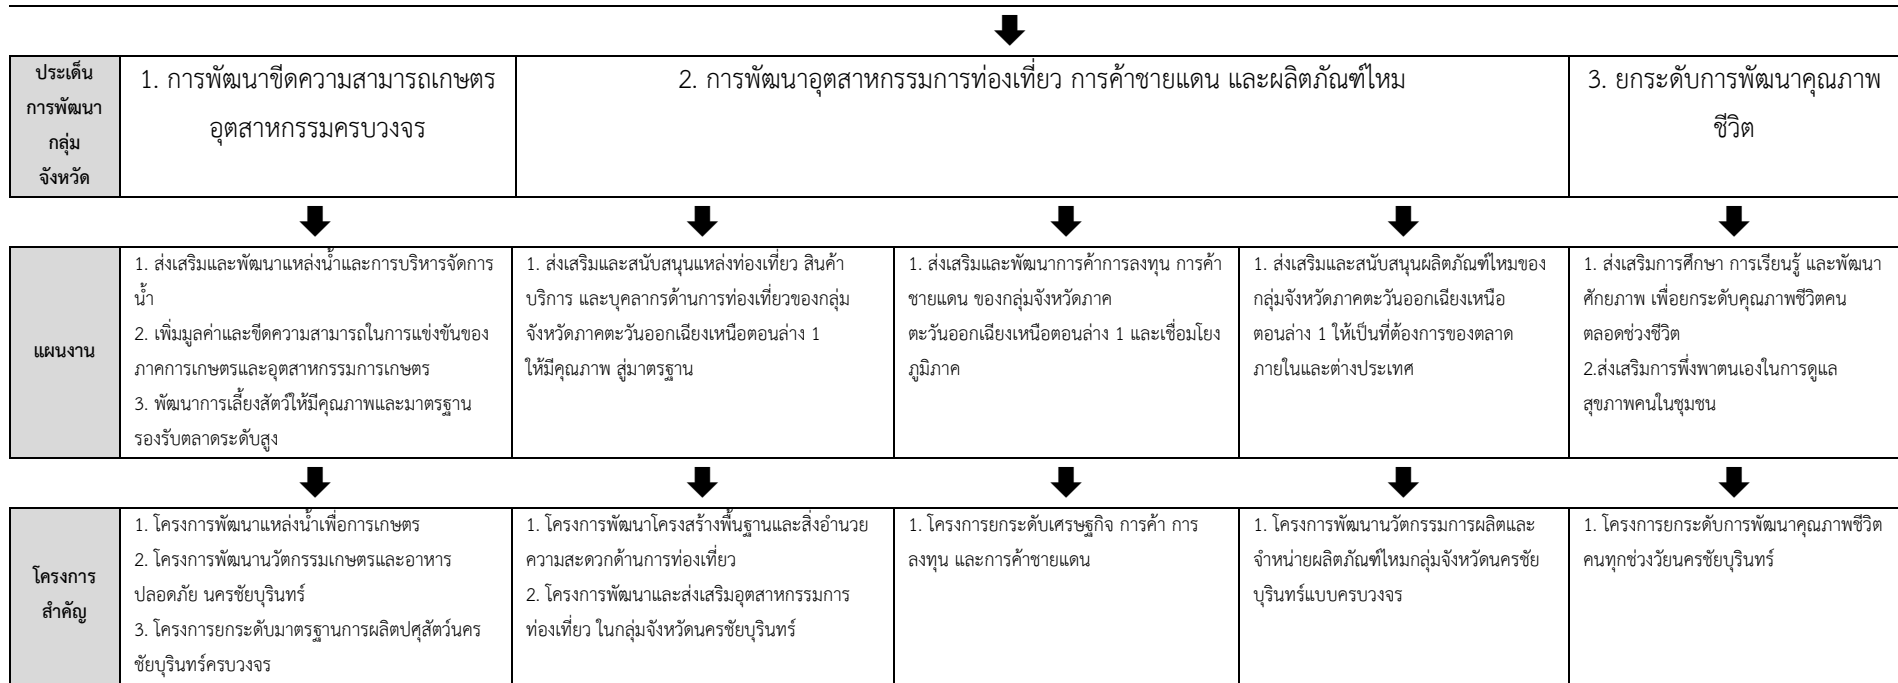 ประเด็น
การพัฒนา
กลุ่ม
จังหวัด
1. การพัฒนาขีดความสามารถเกษตร
อุตสาหกรรมครบวงจร
2. การพัฒนาอุตสาหกรรมการท่องเที่ยว การค้าชายแดน และผลิตภัณฑ์ไหม
3. ยกระดับการพัฒนาคุณภาพ
ชีวิต
แผนงาน
1. ส่งเสริมและพัฒนาแหล่งน้ำและการบริหารจัดการ
น้ำ
2. เพิ่มมูลค่าและขีดความสามารถในการแข่งขันของ
ภาคการเกษตรและอุตสาหกรรมการเกษตร
3. พัฒนาการเลี้ยงสัตว์ให้มีคุณภาพและมาตรฐาน
รองรับตลาดระดับสูง
1. ส่งเสริมและสนับสนุนแหล่งท่องเที่ยว สินค้า
บริการ และบุคลากรด้านการท่องเที่ยวของกลุ่ม
จังหวัดภาคตะวันออกเฉียงเหนือตอนล่าง 1
ให้มีคุณภาพ สู่มาตรฐาน
1. ส่งเสริมและพัฒนาการค้าการลงทุน การค้า
ชายแดน ของกลุ่มจังหวัดภาค
ตะวันออกเฉียงเหนือตอนล่าง 1 และเชื่อมโยง
ภูมิภาค
1. ส่งเสริมและสนับสนุนผลิตภัณฑ์ไหมของ
กลุ่มจังหวัดภาคตะวันออกเฉียงเหนือ
ตอนล่าง 1 ให้เป็นที่ต้องการของตลาด
ภายในและต่างประเทศ
1. ส่งเสริมการศึกษา การเรียนรู้ และพัฒนา
ศักยภาพ เพื่อยกระดับคุณภาพชีวิตคน
ตลอดช่วงชีวิต
2.ส่งเสริมการพึ่งพาตนเองในการดูแล
สุขภาพคนในชุมชน
โครงการ
สำคัญ
1. โครงการพัฒนาแหล่งน้ำเพื่อการเกษตร
2. โครงการพัฒนานวัตกรรมเกษตรและอาหาร
ปลอดภัย นครชัยบุรินทร์
3. โครงการยกระดับมาตรฐานการผลิตปศุสัตว์นคร
ชัยบุรินทร์ครบวงจร
1. โครงการพัฒนาโครงสร้างพื้นฐานและสิ่งอำนวย
ความสะดวกด้านการท่องเที่ยว
2. โครงการพัฒนาและส่งเสริมอุตสาหกรรมการ
ท่องเที่ยว ในกลุ่มจังหวัดนครชัยบุรินทร์
1. โครงการยกระดับเศรษฐกิจ การค้า การ
ลงทุน และการค้าชายแดน
1. โครงการพัฒนานวัตกรรมการผลิตและ
จำหน่ายผลิตภัณฑ์ไหมกลุ่มจังหวัดนครชัย
บุรินทร์แบบครบวงจร
1. โครงการยกระดับการพัฒนาคุณภาพชีวิต
คนทุกช่วงวัยนครชัยบุรินทร์